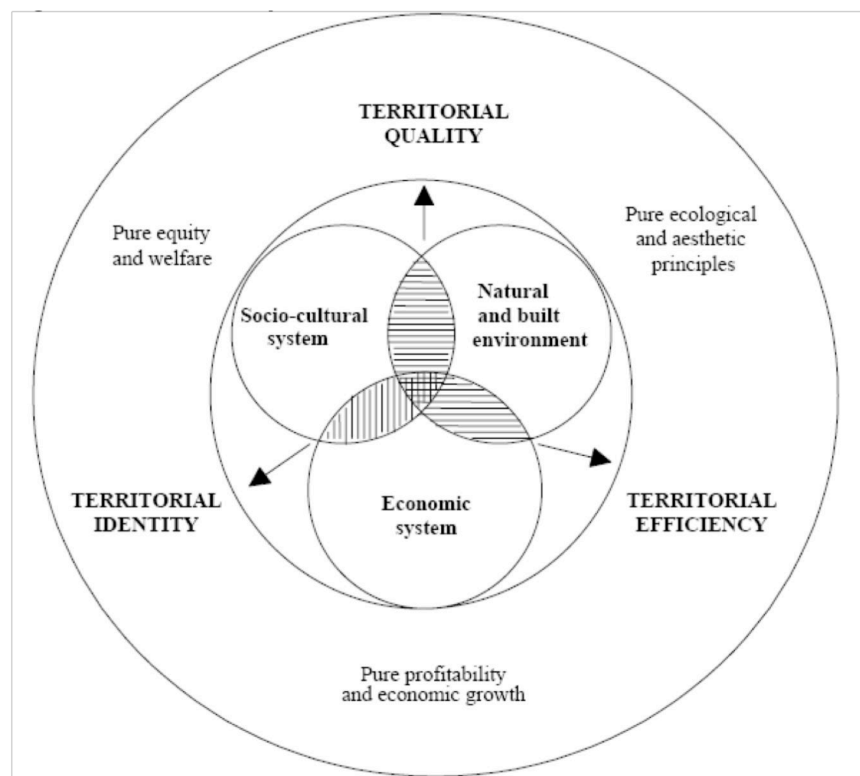 TERRITORIAL
QUALITY
Pure equity
and welfare
Pure ecological
and aesthetic
principles
Socio-cultural
system
Natural
and built
environment
TERRITORIAL
IDENTITY
Economic
system
TERRITORIAL
EFFICIENCY
Pure profitability
and economic growth